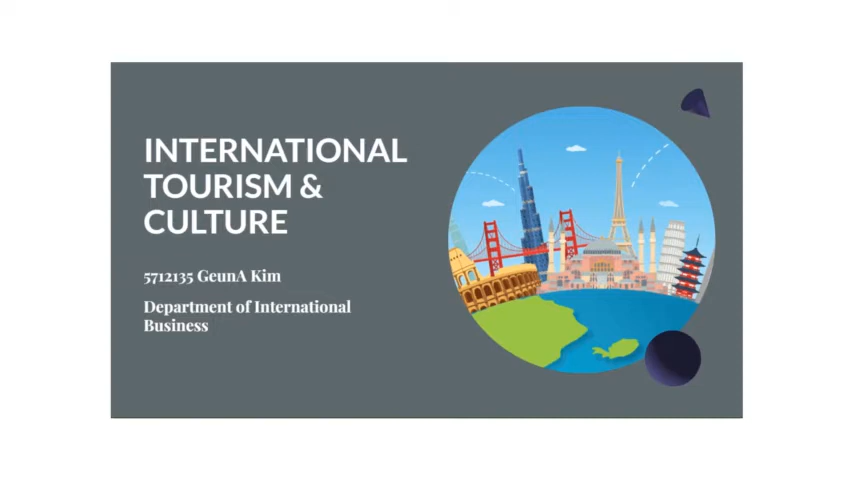 INTERNATIONAL
TOURISM &
CULTURE
5712135 GeunA Kim
Department of International
Business